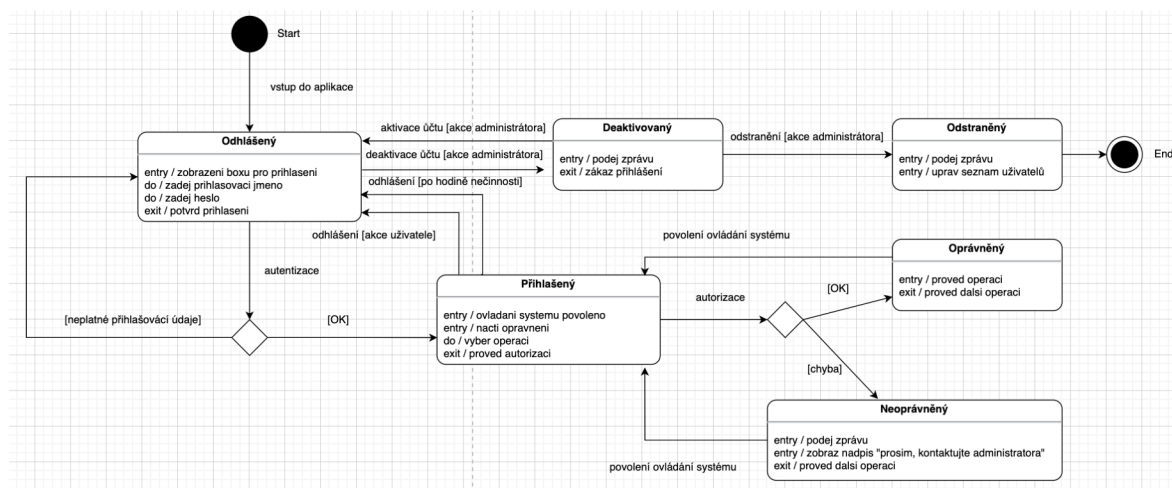 Start
vstup do aplikace
Odhlášený
entry / zobrazeni boxu pro prihlaseni
do / zadej prihlasovaci jmeno
do / zadej heslo
exit / potvrd prihlaseni
aktivace účtu [akce administrátora]
deaktivace účtu [akce administrátora]
odhlášení [po hodině nečinnosti]
odhlášení [akce uživatele]
Deaktivovaný
entry / podej zprávu
exit / zákaz přihlášení
odstranění [akce administrátora]
Odstraněný
entry / podej zprávu
entry / uprav seznam uživatelů
End
autentizace
[neplatné přihlašovácí údaje]
[OK]
Přihlašený
entry / ovladani systemu povoleno
entry / nacti opravneni
do / vyber operaci
exit / proved autorizaci
povolení ovládání systému
autorizace
[OK]
Oprávněný
entry / proved operaci
exit / proved dalsi operaci
[chyba]
Neoprávněný
entry / podej zprávu
entry / zobraz nadpis "prosim, kontaktujte administratora"
exit / proved dalsi operaci
povolení ovládání systému